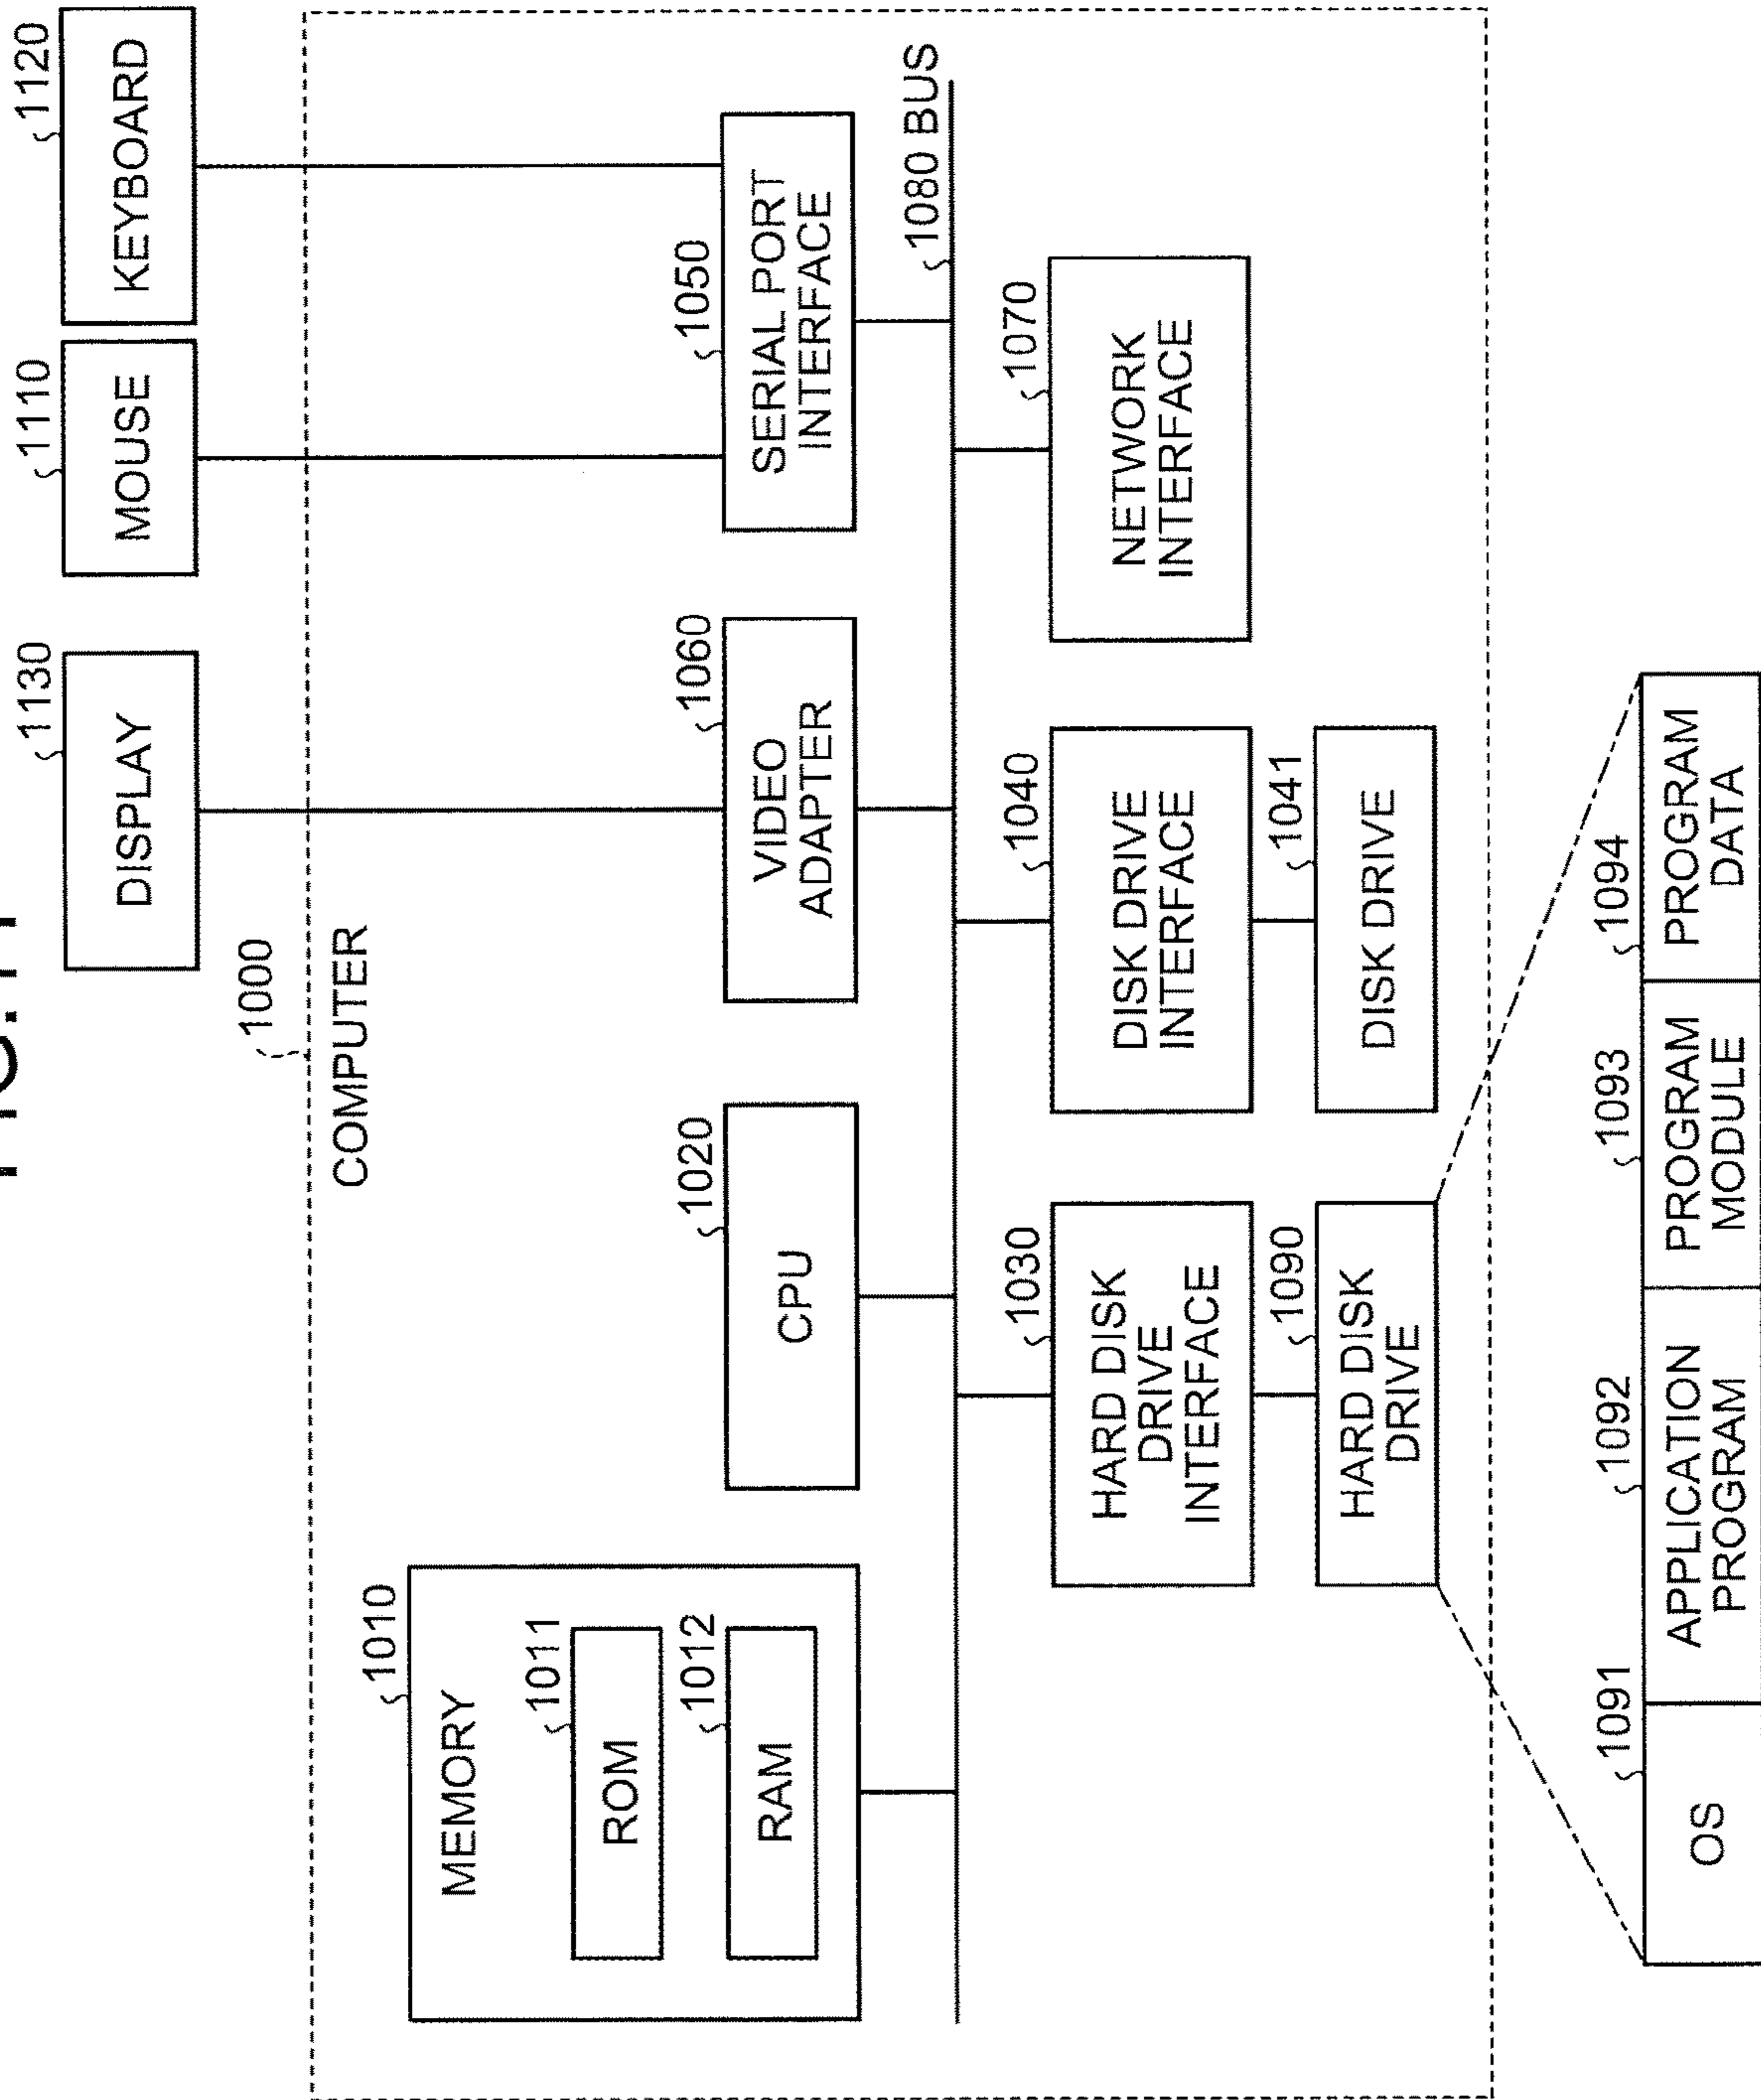 1130
DISPLAY
1110
MOUSE
1120
KEYBOARD
1000
COMPUTER
1010
MEMORY
1011
ROM
1012
RAM
1020
CPU
1060
VIDEO
ADAPTER
1050
SERIAL PORT
INTERFACE
1080 BUS
1030
HARD DISK
DRIVE
INTERFACE
1040
DISK DRIVE
INTERFACE
1070
NETWORK
INTERFACE
1090
HARD DISK
DRIVE
1041
DISK DRIVE
1091
OS
1092
APPLICATION
PROGRAM
1093
PROGRAM
MODULE
1094
PROGRAM
DATA